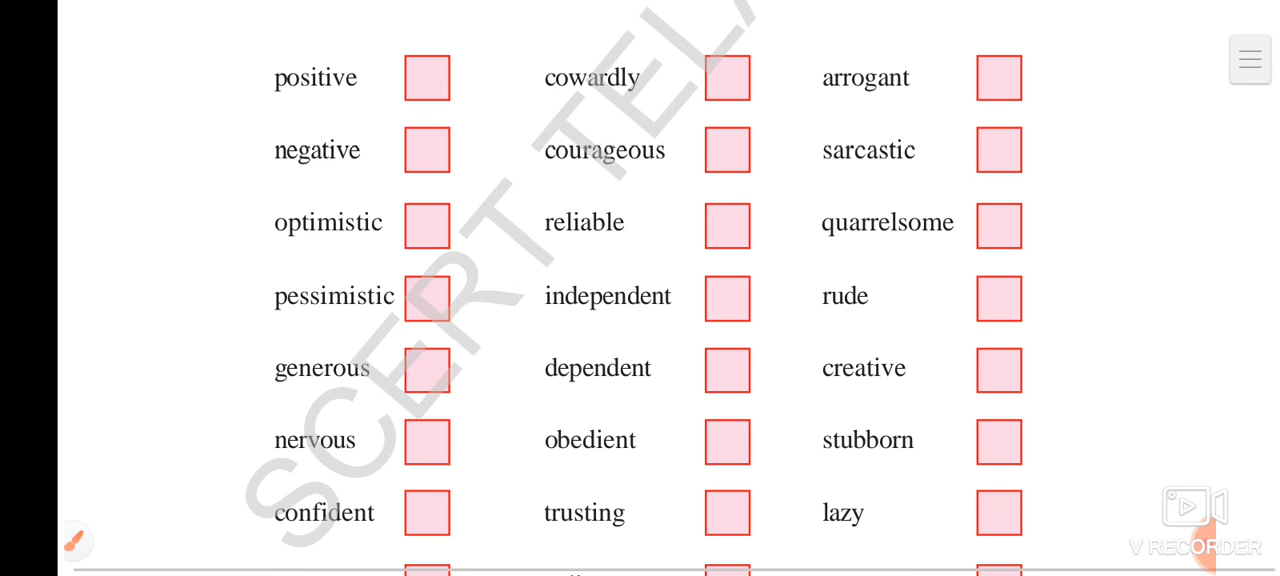 positive cowardly arrogant
negative courageous sarcastic
optimistic reliable quarrelsome
pessimistic independent rude
generous dependent creative
nervous obedient stubborn
confident trusting lazy
SCERT TELA
V RECORDER